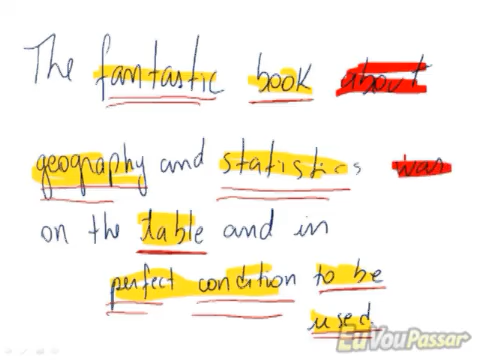 The fantastic book about
geography and statistics was
on the table and in
perfect condition to be
used
EuVouPassar